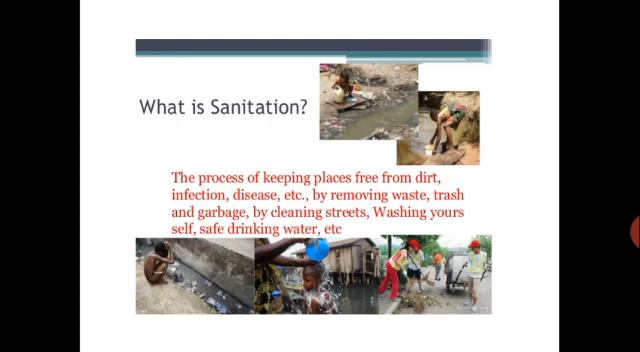 What is Sanitation?
The process of keeping places free from dirt,
infection, disease, etc., by removing waste, trash
and garbage, by cleaning streets, Washing yours
self, safe drinking water, etc